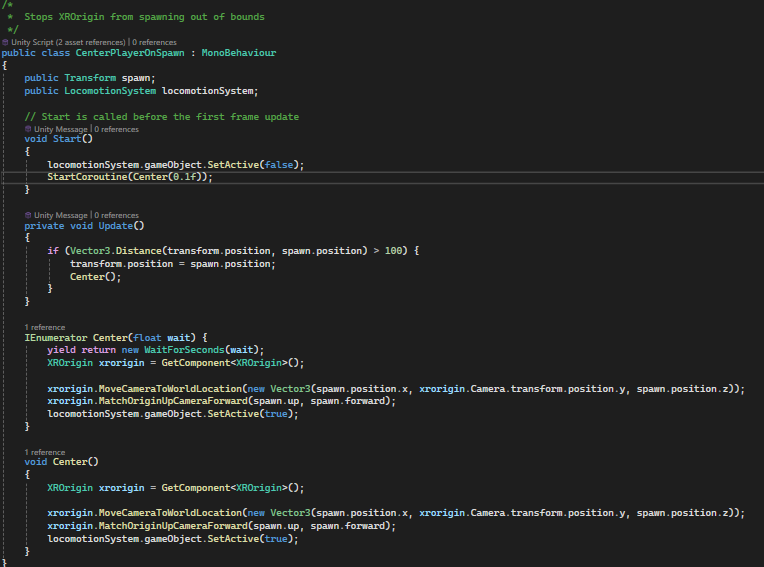 /*
 *  Stops XROrigin from spawning out of bounds
 */
Unity Script (2 asset references) | 0 references
public class CenterPlayerOnSpawn : MonoBehaviour
{
    public Transform spawn;
    public LocomotionSystem locomotionSystem;

    // Start is called before the first frame update
    Unity Message | 0 references
    void Start()
    {
        locomotionSystem.gameObject.SetActive(false);
        StartCoroutine(Center(0.1f));
    }

    Unity Message | 0 references
    private void Update()
    {
        if (Vector3.Distance(transform.position, spawn.position) > 100) {
            transform.position = spawn.position;
            Center();
        }
    }

    1 reference
    IEnumerator Center(float wait) {
        yield return new WaitForSeconds(wait);
        XROrigin xrorigin = GetComponent<XROrigin>();

        xrorigin.MoveCameraToWorldLocation(new Vector3(spawn.position.x, xrorigin.Camera.transform.position.y, spawn.position.z));
        xrorigin.MatchOriginUpCameraForward(spawn.up, spawn.forward);
        locomotionSystem.gameObject.SetActive(true);
    }

    1 reference
    void Center()
    {
        XROrigin xrorigin = GetComponent<XROrigin>();

        xrorigin.MoveCameraToWorldLocation(new Vector3(spawn.position.x, xrorigin.Camera.transform.position.y, spawn.position.z));
        xrorigin.MatchOriginUpCameraForward(spawn.up, spawn.forward);
        locomotionSystem.gameObject.SetActive(true);
    }
}